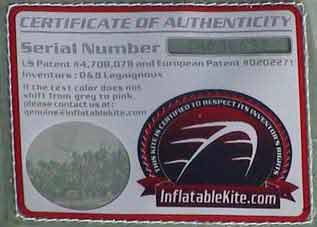 CERTIFICATE OF AUTHENTICITY
Serial Number
US Patent #4,708,078 and European Patent #0202271
Inventors : D&B Legaignoux
If the test color does not
shift from grey to pink,
please contact us at:
genuine@inflatablekite.com
THIS KITE IS CERTIFIED TO RESPECT ITS INVENTOR'S RIGHTS
InflatableKite.com